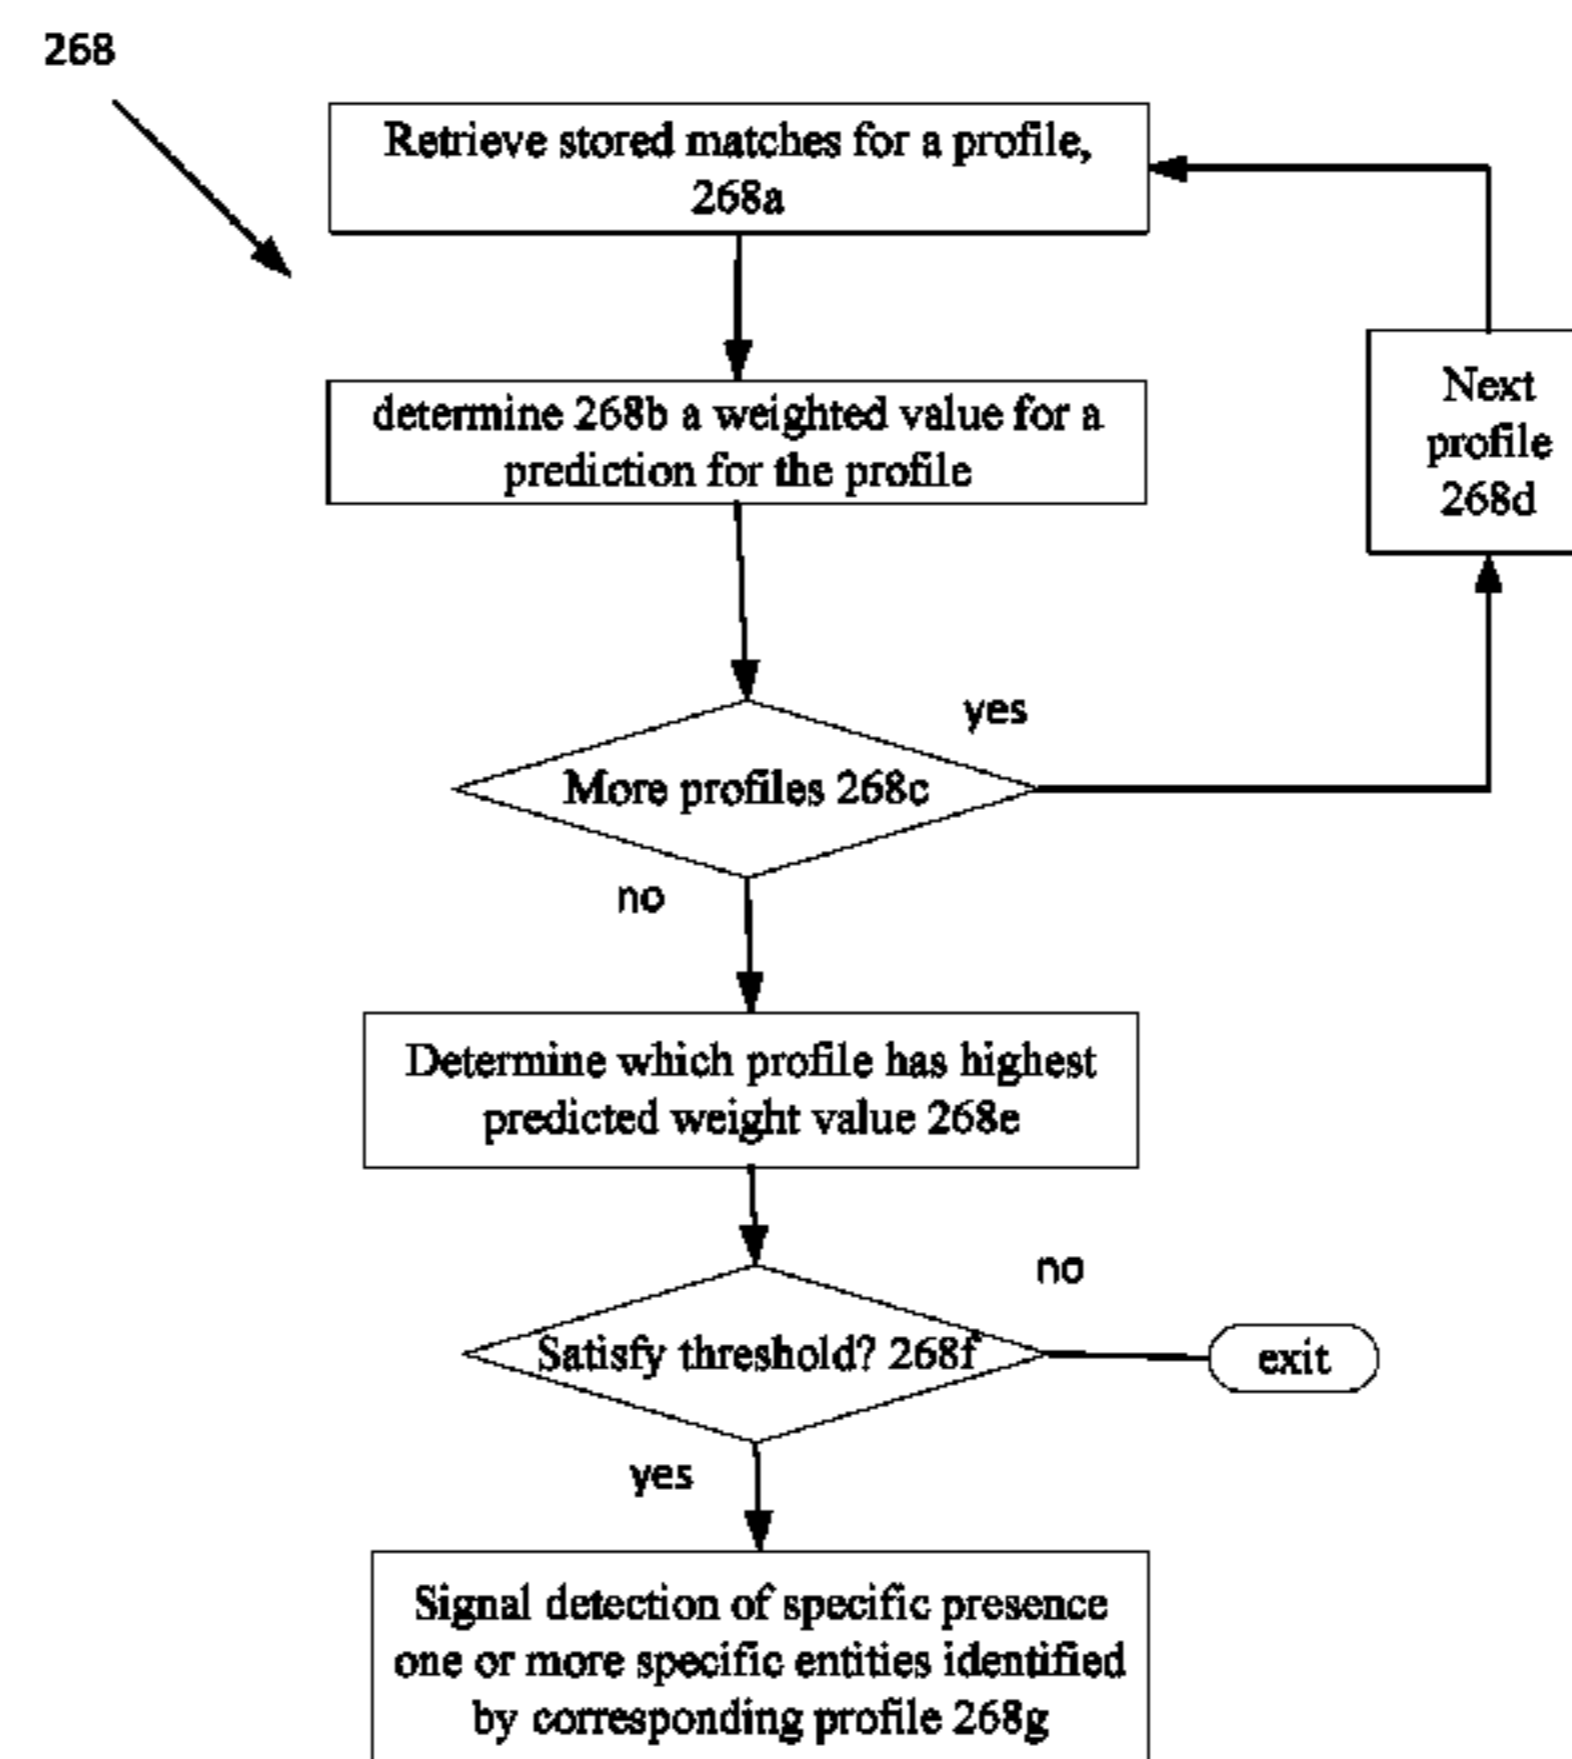 268
Retrieve stored matches for a profile,
268a
determine 268b a weighted value for a
prediction for the profile
Next
profile
268d
yes
More profiles 268c
no
Determine which profile has highest
predicted weight value 268e
no
Satisfy threshold? 268f
exit
yes
Signal detection of specific presence
one or more specific entities identified
by corresponding profile 268g